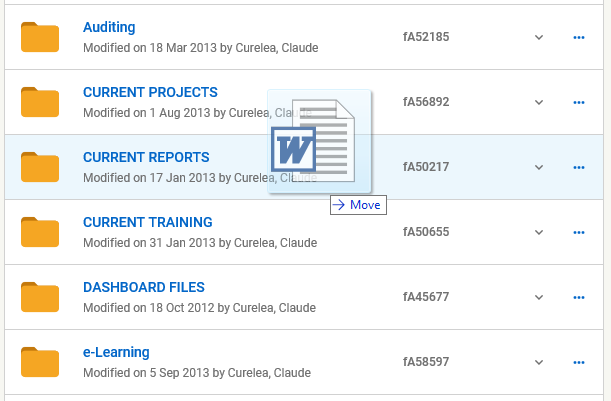 Auditing
Modified on 18 Mar 2013 by Curelea, Claude
fA52185
CURRENT PROJECTS
Modified on 1 Aug 2013 by Curelea, Claude
fA56892
CURRENT REPORTS
Modified on 17 Jan 2013 by Curelea, Claude
fA50217
W
Move
CURRENT TRAINING
Modified on 31 Jan 2013 by Curelea, Claude
fA50655
DASHBOARD FILES
Modified on 18 Oct 2012 by Curelea, Claude
fA45677
e-Learning
Modified on 5 Sep 2013 by Curelea, Claude
fA58597